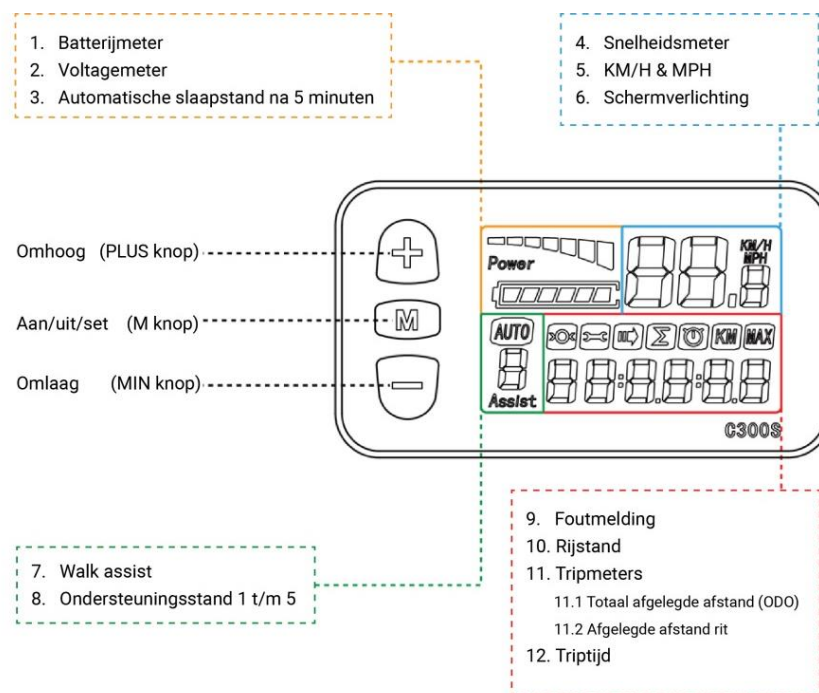 1. Batterijmeter
2. Voltagemeter
3. Automatische slaapstand na 5 minuten
4. Snelheidsmeter
5. KM/H & MPH
6. Schermverlichting
Omhoog (PLUS knop)
Aan/uit/set (M knop)
Omlaag (MIN knop)
M
Power
KM/H
MPH
AUTO
KM
MAX
Assist
C300S
7. Walk assist
8. Ondersteuningsstand 1 t/m 5
9. Foutmelding
10. Rijstand
11. Tripmeters
11.1 Totaal afgelegde afstand (ODO)
11.2 Afgelegde afstand rit
12. Triptijd